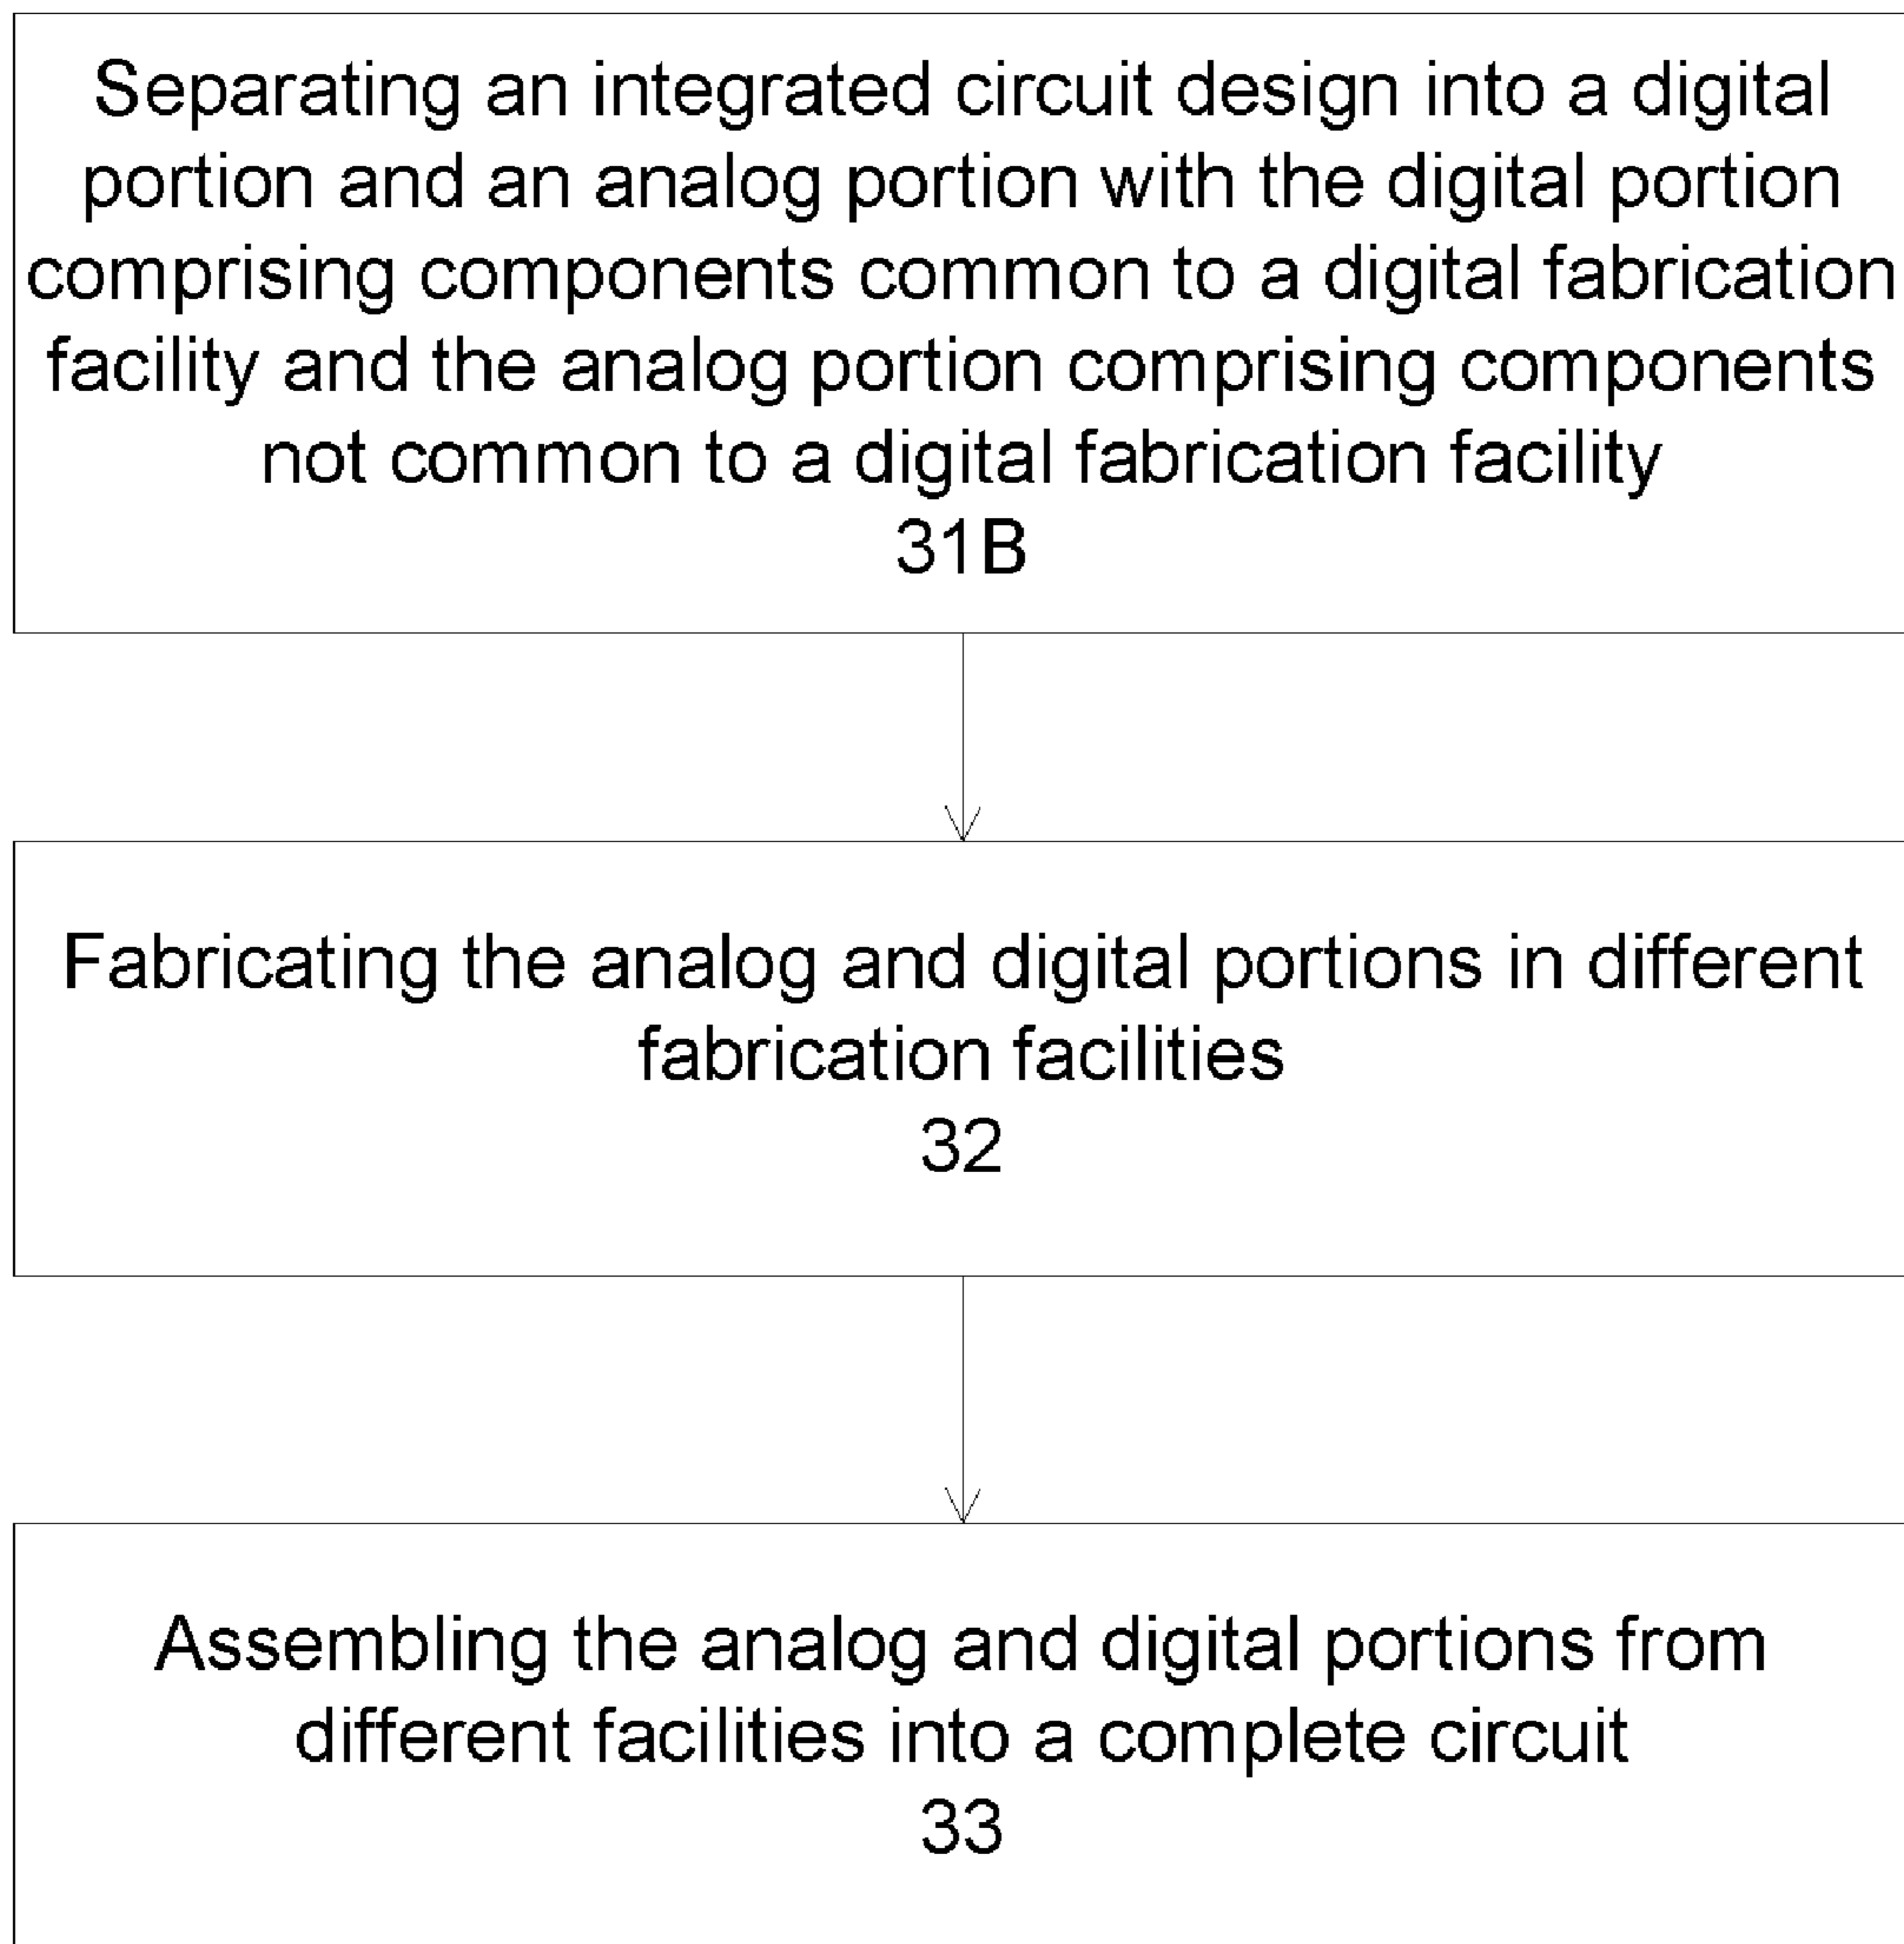 Separating an integrated circuit design into a digital
portion and an analog portion with the digital portion
comprising components common to a digital fabrication
facility and the analog portion comprising components
not common to a digital fabrication facility
31B
Fabricating the analog and digital portions in different
fabrication facilities
32
Assembling the analog and digital portions from
different facilities into a complete circuit
33